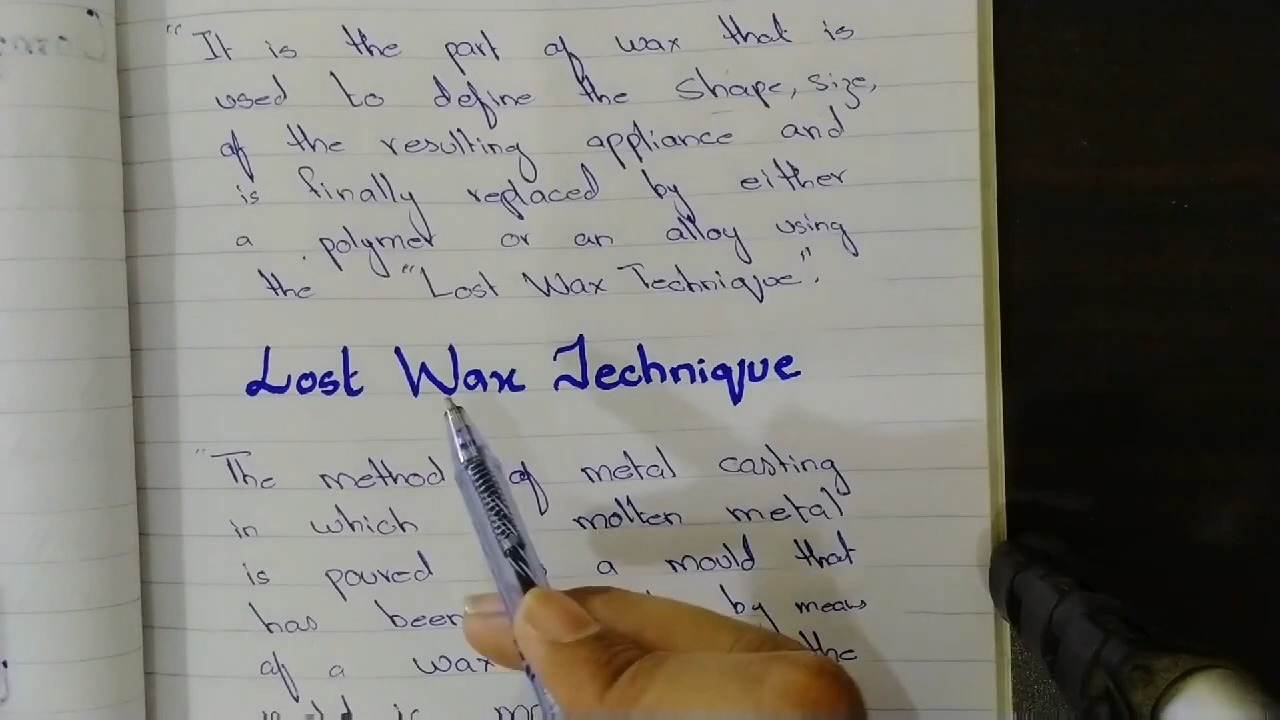 "It is the part of wax that is
used to define the shape, size,
of the resulting appliance and
is finally replaced by either
a polymer or an alloy using
the "Lost Wax Technique".
Lost Wax Technique
"The method of metal casting
in which molten metal
is poured a mould that
has been by means
of a wax the
is